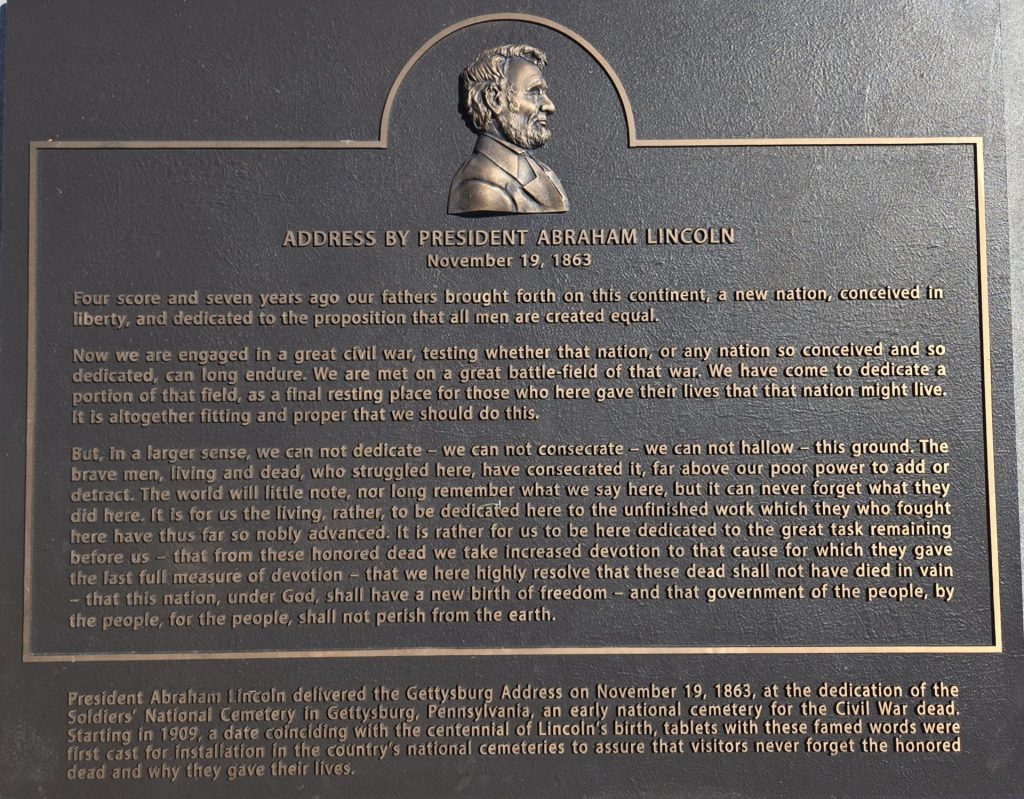 ADDRESS BY PRESIDENT ABRAHAM LINCOLN
November 19, 1863
Four score and seven years ago our fathers brought forth on this continent, a new nation, conceived in
liberty, and dedicated to the proposition that all men are created equal.
Now we are engaged in a great civil war, testing whether that nation, or any nation so conceived and so
dedicated, can long endure. We are met on a great battle-field of that war. We have come to dedicate a
portion of that field, as a final resting place for those who here gave their lives that that nation might live.
It is altogether fitting and proper that we should do this.
But, in a larger sense, we can not dedicate – we can not consecrate – we can not hallow – this ground. The
brave men, living and dead, who struggled here, have consecrated it, far above our poor power to add or
detract. The world will little note, nor long remember what we say here, but it can never forget what they
did here. It is for us the living, rather, to be dedicated here to the unfinished work which they who fought
here have thus far so nobly advanced. It is rather for us to be here dedicated to the great task remaining
before us – that from these honored dead we take increased devotion to that cause for which they gave
the last full measure of devotion – that we here highly resolve that these dead shall not have died in vain
– that this nation, under God, shall have a new birth of freedom – and that government of the people, by
the people, for the people, shall not perish from the earth.
President Abraham Lincoln delivered the Gettysburg Address on November 19, 1863, at the dedication of the
Soldiers' National Cemetery in Gettysburg, Pennsylvania, an early national cemetery for the Civil War dead.
Starting in 1909, a date coinciding with the centennial of Lincoln's birth, tablets with these famed words were
first cast for installation in the country's national cemeteries to assure that visitors never forget the honored
dead and why they gave their lives.